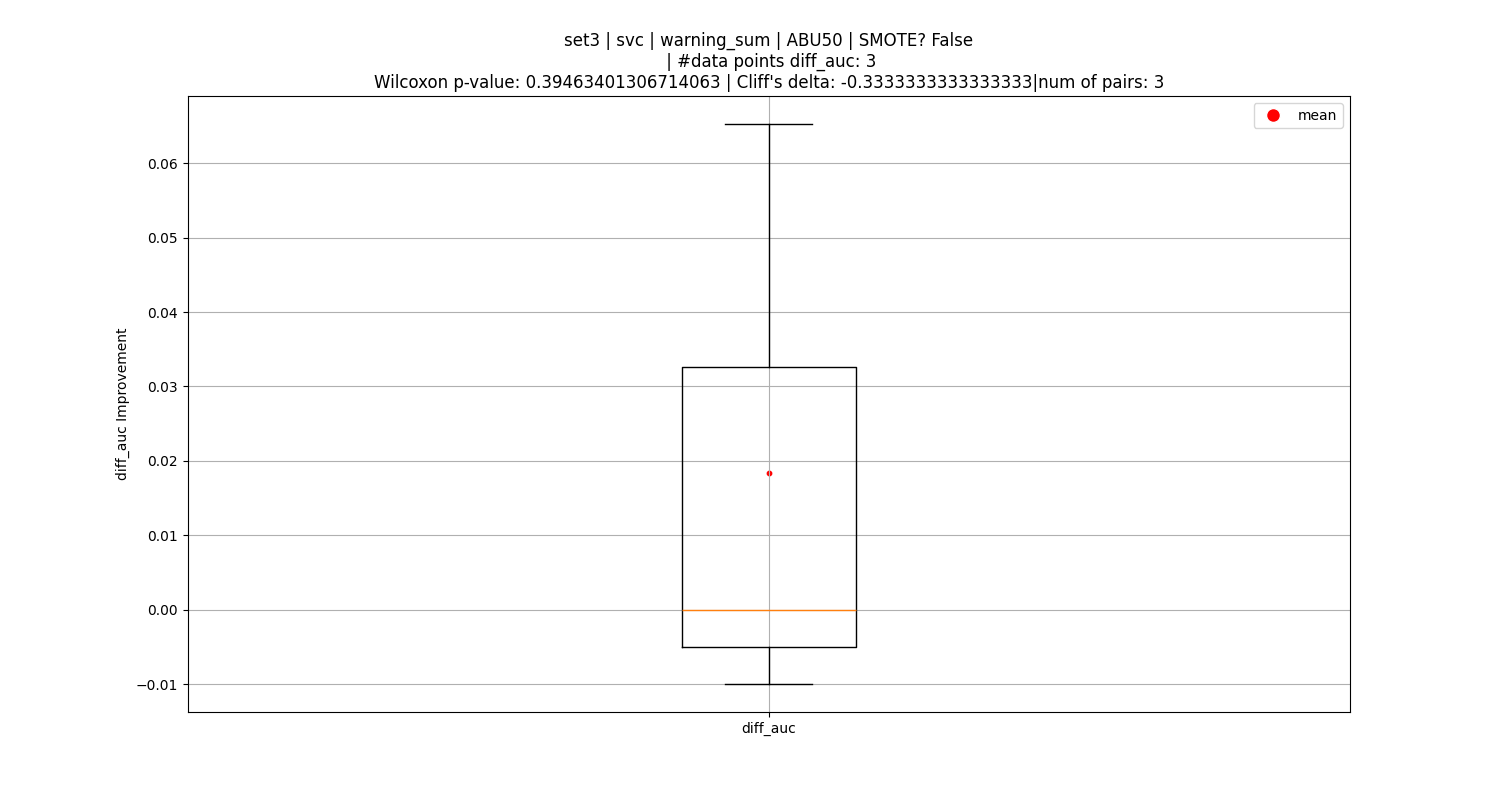 set3 | svc | warning_sum | ABU50 | SMOTE? False
| #data points diff_auc: 3
Wilcoxon p-value: 0.39463401306714063 | Cliff's delta: -0.3333333333333333|num of pairs: 3
mean
0.06
0.05
0.04
0.03
0.02
0.01
0.00
−0.01
diff_auc Improvement
diff_auc